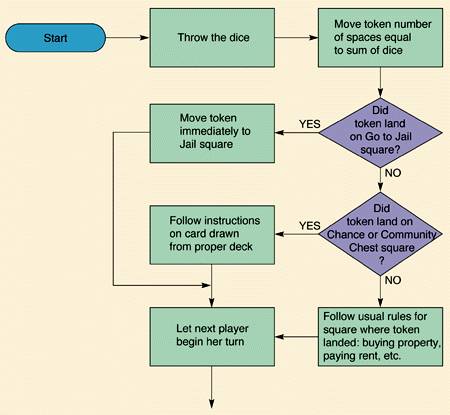 Start
Throw the dice
Move token number
of spaces equal
to sum of dice
Did
token land
on Go to Jail
square?
YES
Move token
immediately to
Jail square
NO
Did
token land on
Chance or Community
Chest square
?
YES
Follow instructions
on card drawn
from proper deck
NO
Follow usual rules for
square where token
landed: buying property,
paying rent, etc.
Let next player
begin her turn